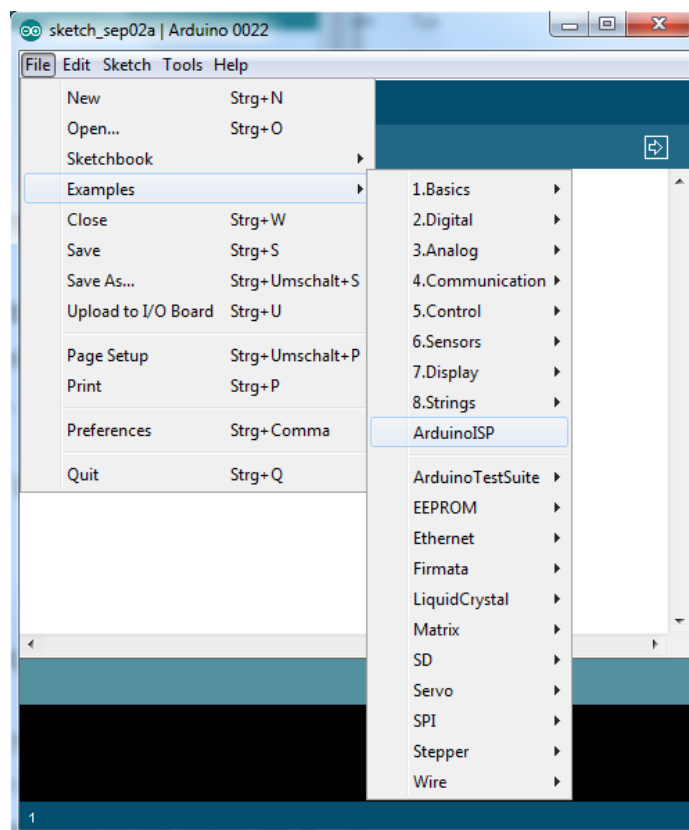 sketch_sep02a | Arduino 0022
File Edit Sketch Tools Help
New Strg+N
Open... Strg+O
Sketchbook
Examples
Close Strg+W
Save Strg+S
Save As... Strg+Umschalt+S
Upload to I/O Board Strg+U
Page Setup Strg+Umschalt+P
Print Strg+P
Preferences Strg+Comma
Quit Strg+Q
1.Basics
2.Digital
3.Analog
4.Communication
5.Control
6.Sensors
7.Display
8.Strings
ArduinoISP
ArduinoTestSuite
EEPROM
Ethernet
Firmata
LiquidCrystal
Matrix
SD
Servo
SPI
Stepper
Wire
1